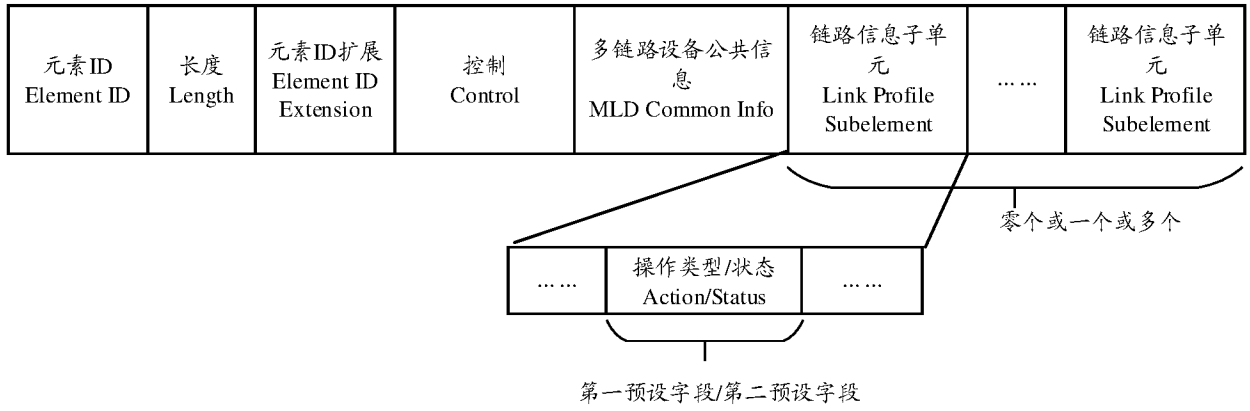 元素ID
Element ID
长度
Length
元素ID扩展
Element ID
Extension
控制
Control
多链路设备公共信
息
MLD Common Info
链路信息子单
元
Link Profile
Subelement
……
链路信息子单
元
Link Profile
Subelement
零个或一个或多个
……
操作类型/状态
Action/Status
……
第一预设字段/第二预设字段